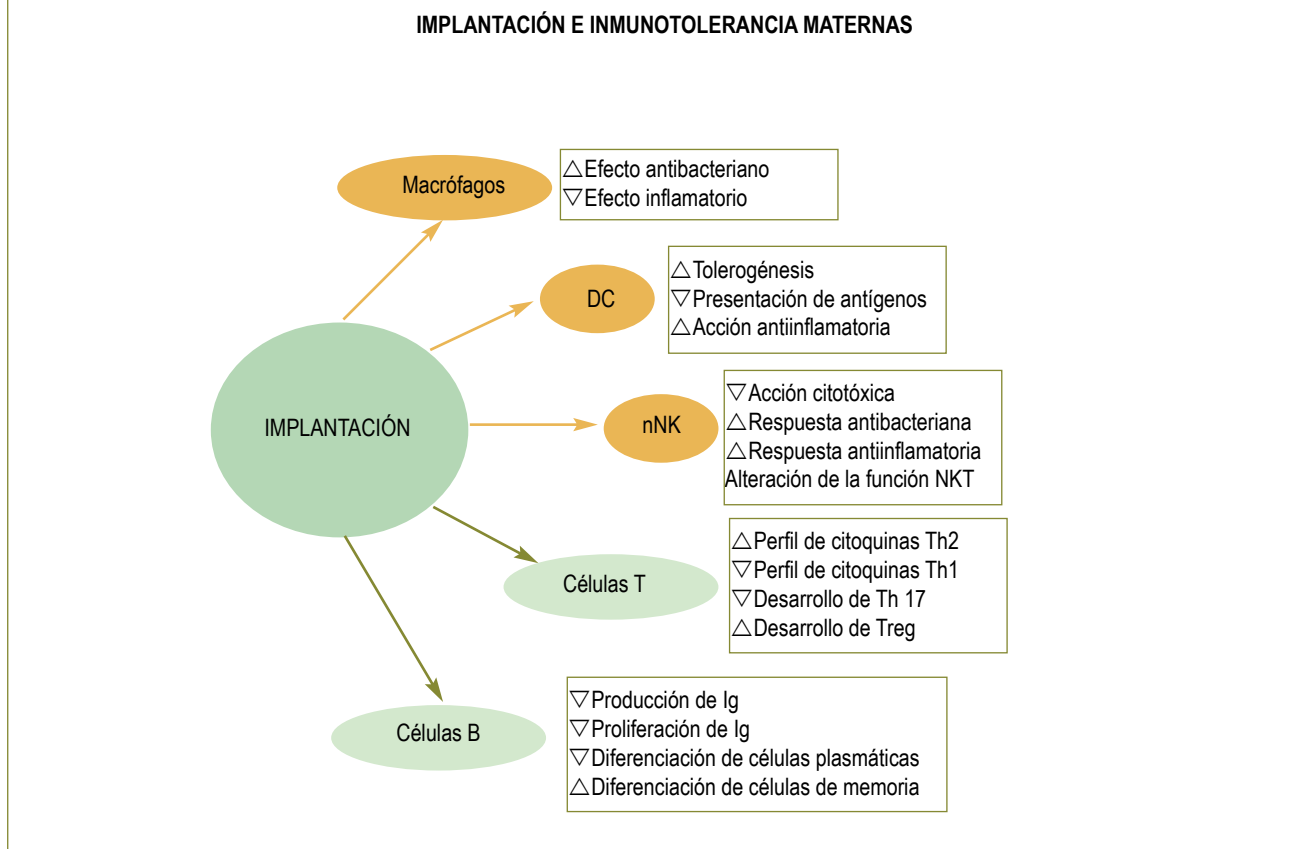 IMPLANTACIÓN E INMUNOTOLERANCIA MATERNAS
Macrófagos
△Efecto antibacteriano
▽Efecto inflamatorio
DC
△Tolerogénesis
▽Presentación de antígenos
△Acción antiinflamatoria
IMPLANTACIÓN
nNK
▽Acción citotóxica
△Respuesta antibacteriana
△Respuesta antiinflamatoria
Alteración de la función NKT
Células T
△Perfil de citoquinas Th2
▽Perfil de citoquinas Th1
▽Desarrollo de Th 17
△Desarrollo de Treg
Células B
▽Producción de Ig
▽Proliferación de Ig
▽Diferenciación de células plasmáticas
△Diferenciación de células de memoria